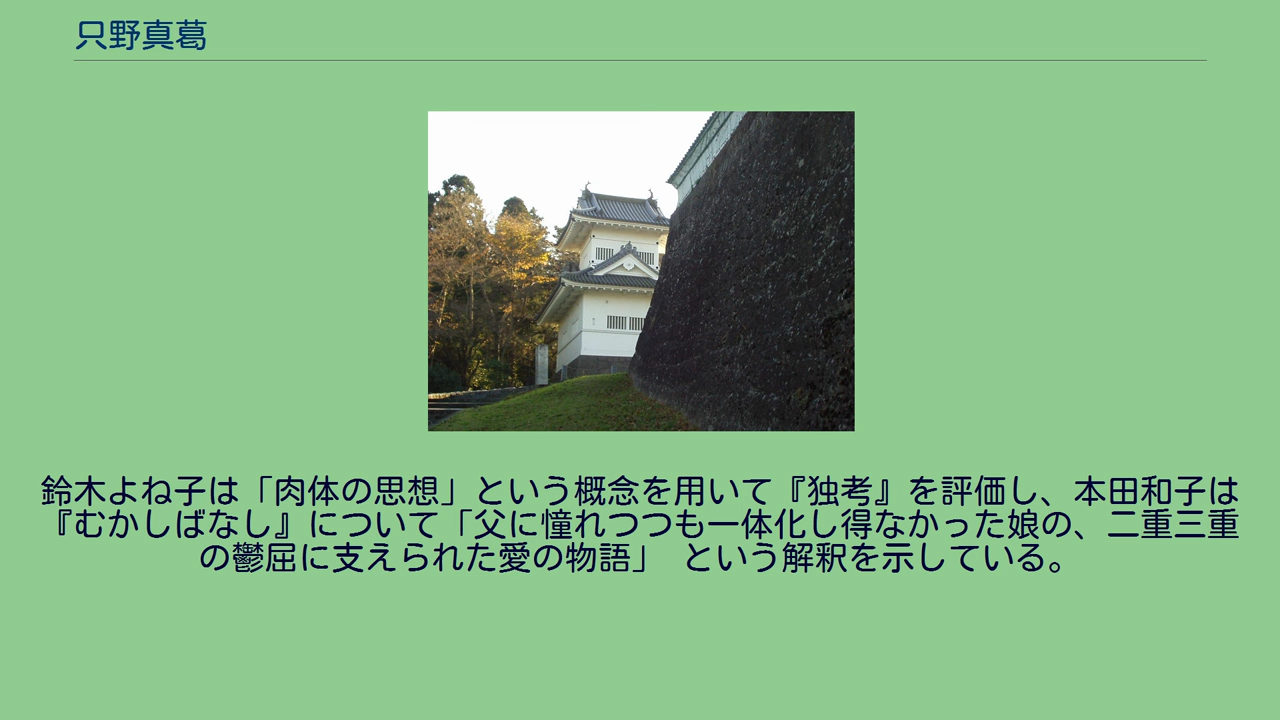 只野真葛
鈴木よね子は「肉体の思想」という概念を用いて『独考』を評価し、本田和子は
『むかしばなし』について「父に憧れつつも一体化し得なかった娘の、二重三重
の鬱屈に支えられた愛の物語」 という解釈を示している。